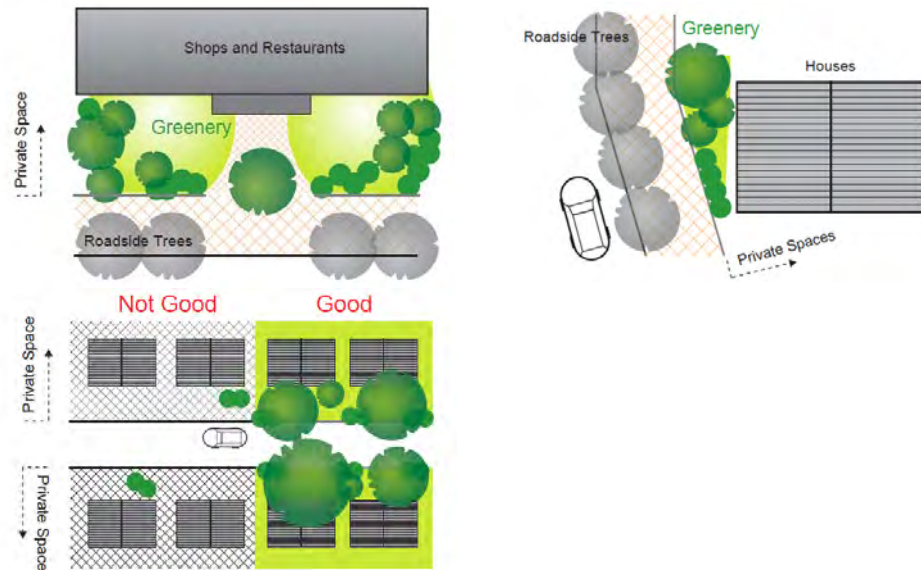 Shops and Restaurants
Greenery
Private Space
Roadside Trees
Roadside Trees
Greenery
Houses
Private Spaces
Not Good
Good
Private Space
Private Space